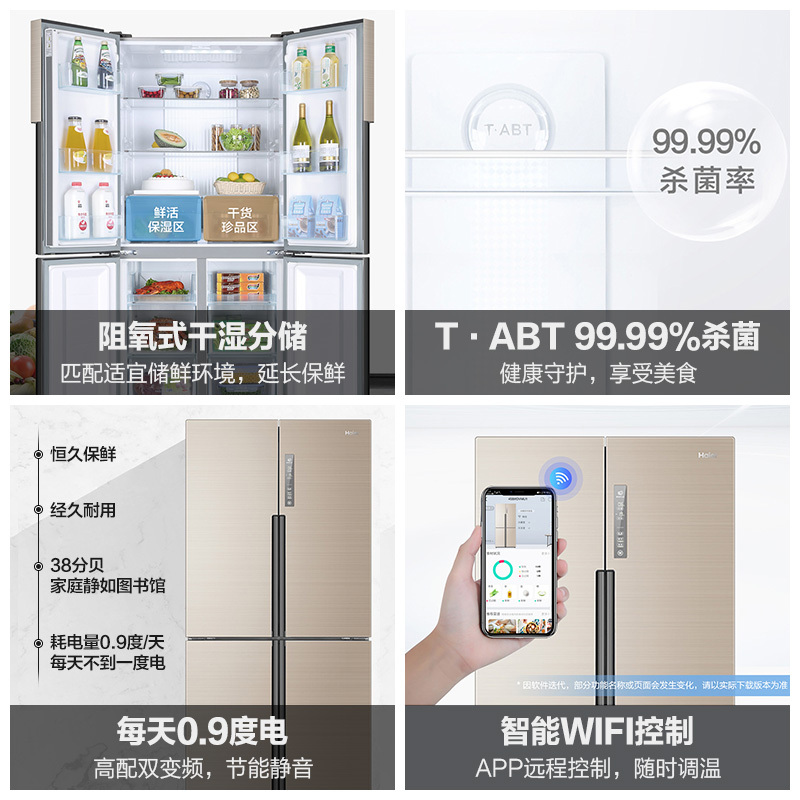 鲜活
保湿区
干货
珍品区
阻氧式干湿分储
匹配适宜储鲜环境，延长保鲜
T·ABT
99.99%
杀菌率
T·ABT 99.99%杀菌
健康守护，享受美食
恒久保鲜
经久耐用
38分贝
家庭静如图书馆
耗电量0.9度/天
每天不到一度电
Haier
每天0.9度电
高配双变频，节能静音
Haier
*因软件迭代，部分功能名称或页面会发生变化，请以实际下载版本为准
智能WIFI控制
APP远程控制，随时调温